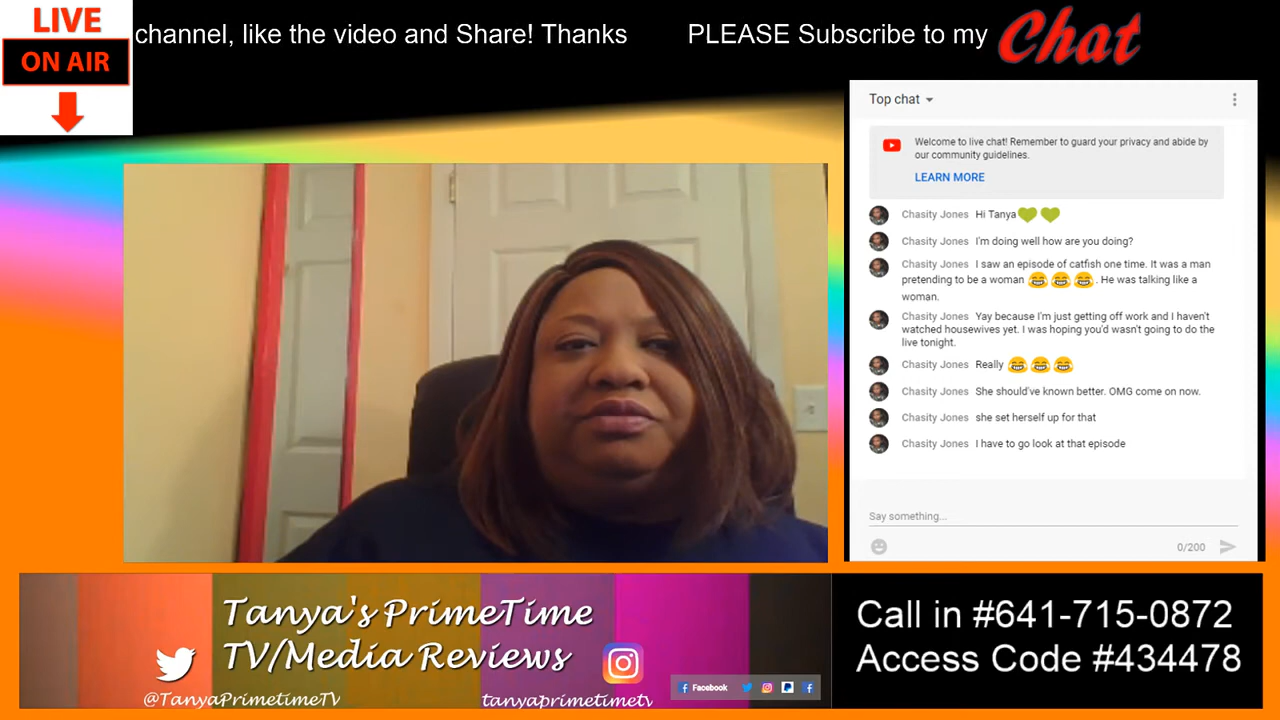 LIVE
ON AIR
channel, like the video and Share! Thanks PLEASE Subscribe to my
Chat
Top chat
Welcome to live chat! Remember to guard your privacy and abide by
our community guidelines.
LEARN MORE
Chasity Jones Hi Tanya💚💚
Chasity Jones I'm doing well how are you doing?
Chasity Jones I saw an episode of catfish one time. It was a man
pretending to be a woman 😂😂😂. He was talking like a
woman.
Chasity Jones Yay because I'm just getting off work and I haven't
watched housewives yet. I was hoping you'd wasn't going to do the
live tonight.
Chasity Jones Really 😂😂😂
Chasity Jones She should've known better. OMG come on now.
Chasity Jones she set herself up for that
Chasity Jones I have to go look at that episode
Say something...
0/200
Tanya's PrimeTime
TV/Media Reviews
@TanyaPrimetimeTV
tanyaprimetimetv
Facebook
Call in #641-715-0872
Access Code #434478